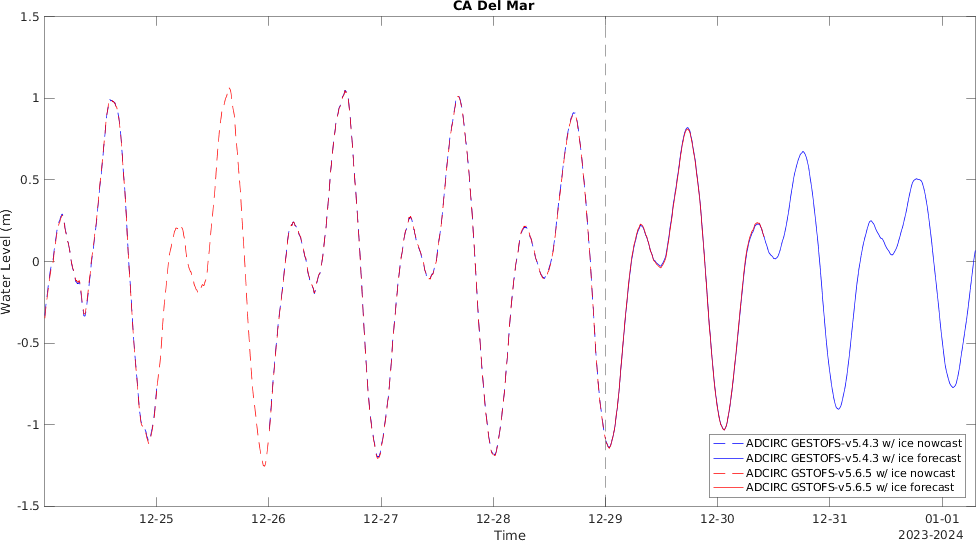 CA Del Mar
1.5
1
0.5
0
-0.5
-1
-1.5
Water Level (m)
12-25
12-26
12-27
12-28
12-29
12-30
12-31
01-01
Time
2023-2024
ADCIRC GESTOFS-v5.4.3 w/ ice nowcast
ADCIRC GESTOFS-v5.4.3 w/ ice forecast
ADCIRC GSTOFS-v5.6.5 w/ ice nowcast
ADCIRC GSTOFS-v5.6.5 w/ ice forecast